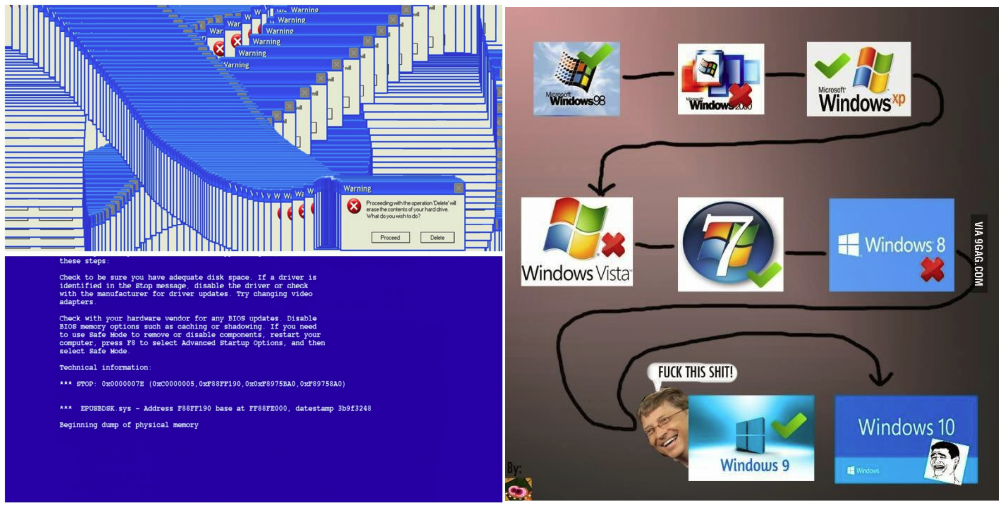 Warning
Warning
War
Warning
Warning
Warning
Warning
Warning
Proceeding with the operation 'Delete' will
erase the contents of your hard drive.
What do you wish to do?
Proceed
Delete
these steps:
Check to be sure you have adequate disk space. If a driver is
identified in the Stop message, disable the driver or check
with the manufacturer for driver updates. Try changing video
adapters.
Check with your hardware vendor for any BIOS updates. Disable
BIOS memory options such as caching or shadowing. If you need
to use Safe Mode to remove or disable components, restart your
computer, press F8 to select Advanced Startup Options, and then
select Safe Mode.
Technical information:
*** STOP: 0x0000007E (0xC0000005,0xF88FF190,0x0xF8975BA0,0xF89758A0)
*** EPUSBDSK.sys - Address F88FF190 base at FF88FE000, datestamp 3b9f3248
Beginning dump of physical memory
Microsoft
Windows98
Microsoft
Windows
Microsoft
Windows xp
Windows Vista
7
Windows 8
VIA 9GAG.COM
FUCK THIS SHIT!
Windows 9
Windows 10
Windows
By: